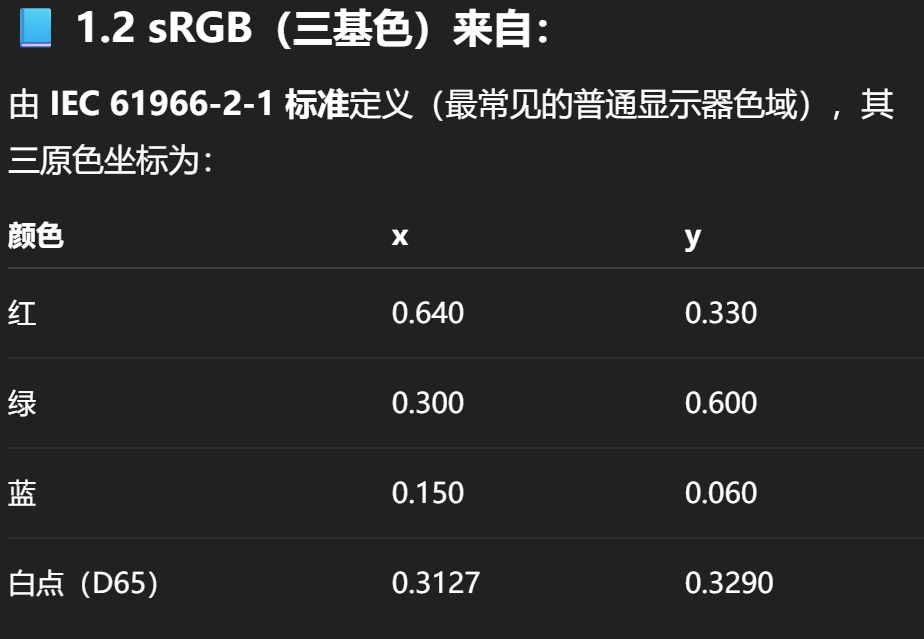 1.2 sRGB（三基色）来自：
由 IEC 61966-2-1 标准定义（最常见的普通显示器色域），其
三原色坐标为：
颜色 x y
红 0.640 0.330
绿 0.300 0.600
蓝 0.150 0.060
白点（D65） 0.3127 0.3290